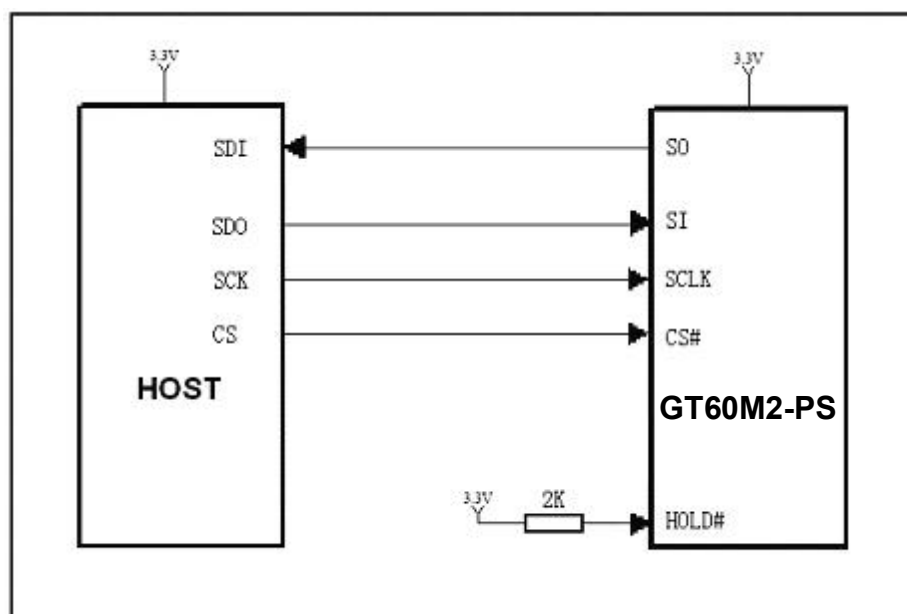 3.3V
3.3V
SDI
SO
SDO
SI
SCK
SCLK
CS
CS#
HOST
GT60M2-PS
3.3V
2K
HOLD#